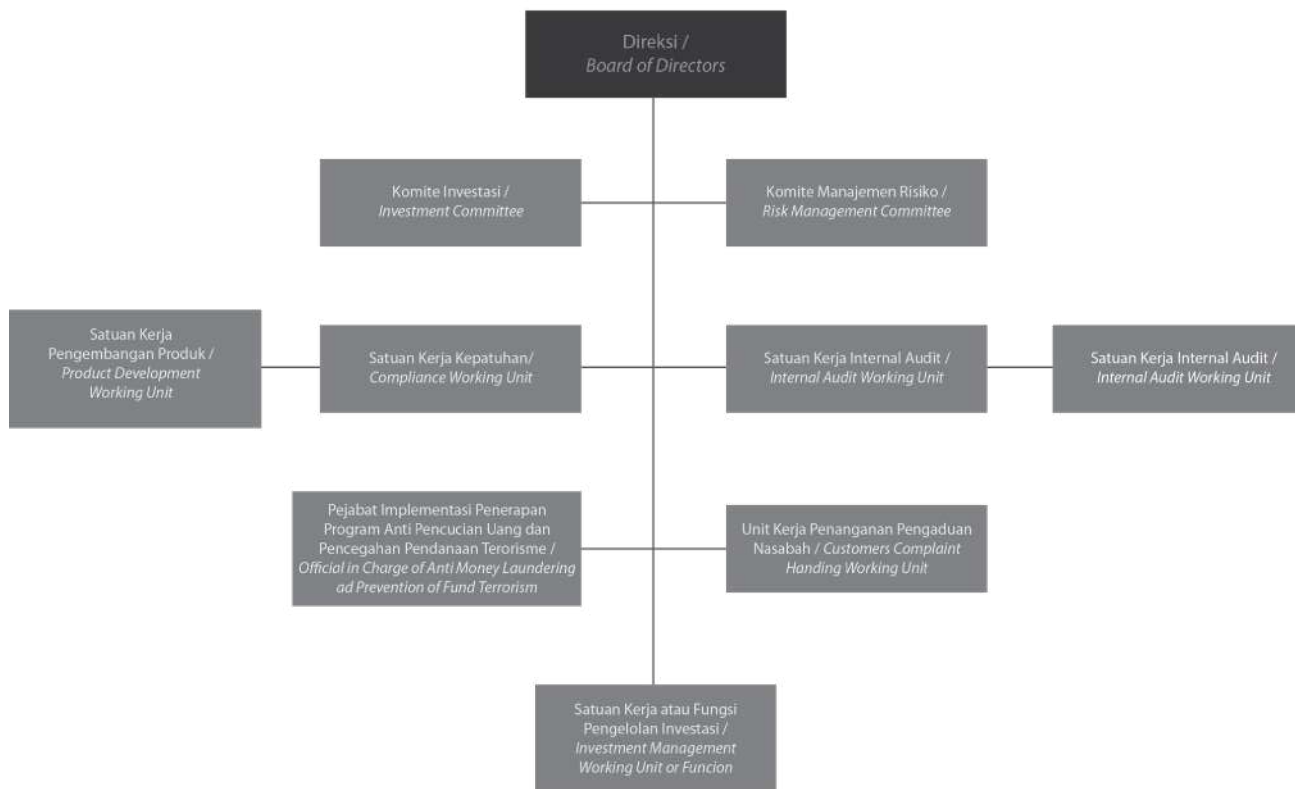 Direksi /
Board of Directors
Komite Investasi /
Investment Committee
Komite Manajemen Risiko /
Risk Management Committee
Satuan Kerja
Pengembangan Produk /
Product Development
Working Unit
Satuan Kerja Kepatuhan/
Compliance Working Unit
Satuan Kerja Internal Audit /
Internal Audit Working Unit
Satuan Kerja Internal Audit /
Internal Audit Working Unit
Pejabat Implementasi Penerapan
Program Anti Pencucian Uang dan
Pencegahan Pendanaan Terorisme /
Official in Charge of Anti Money Laundering
ad Prevention of Fund Terrorism
Unit Kerja Penanganan Pengaduan
Nasabah / Customers Complaint
Handing Working Unit
Satuan Kerja atau Fungsi
Pengelolan Investasi /
Investment Management
Working Unit or Funcion